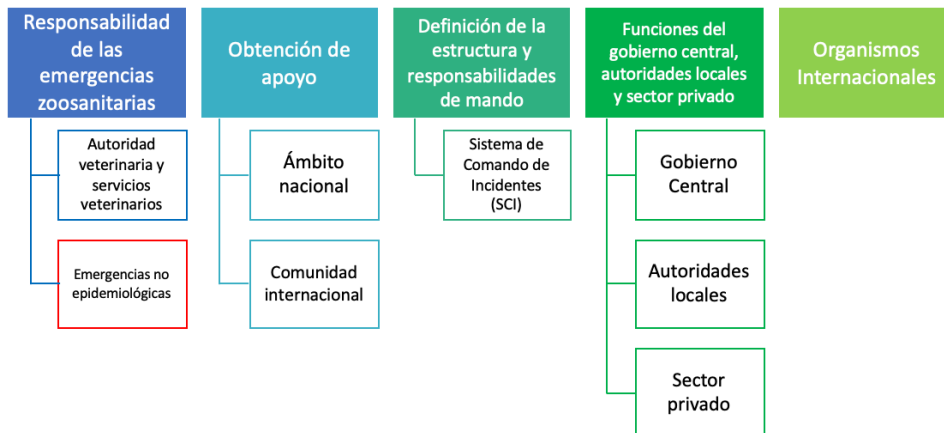 Responsabilidad
de las
emergencias
zoosanitarias
Autoridad
veterinaria y
servicios
veterinarios
Emergencias no
epidemiológicas
Obtención de
apoyo
Ámbito
nacional
Comunidad
internacional
Definición de la
estructura y
responsabilidades
de mando
Sistema de
Comando de
Incidentes
(SCI)
Funciones del
gobierno central,
autoridades locales
y sector privado
Gobierno
Central
Autoridades
locales
Sector
privado
Organismos
Internacionales